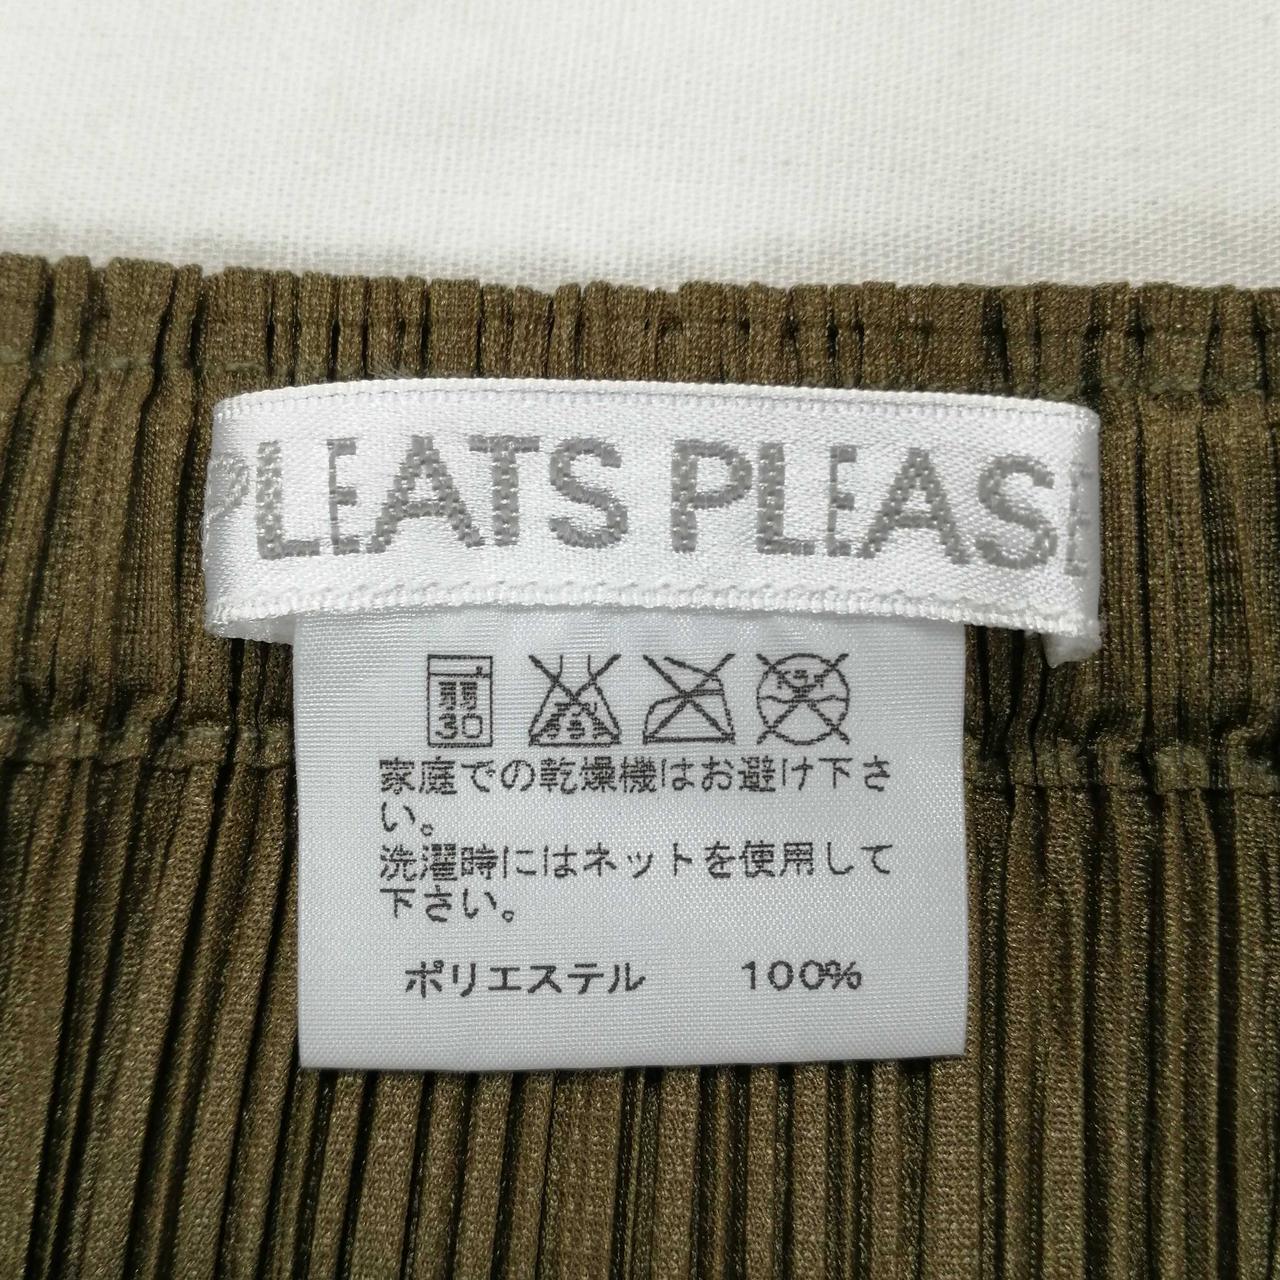 PLEATS PLEASE
弱
30
家庭での乾燥機はお避け下さ
い。
洗濯時にはネットを使用して
下さい。
ポリエステル 100%